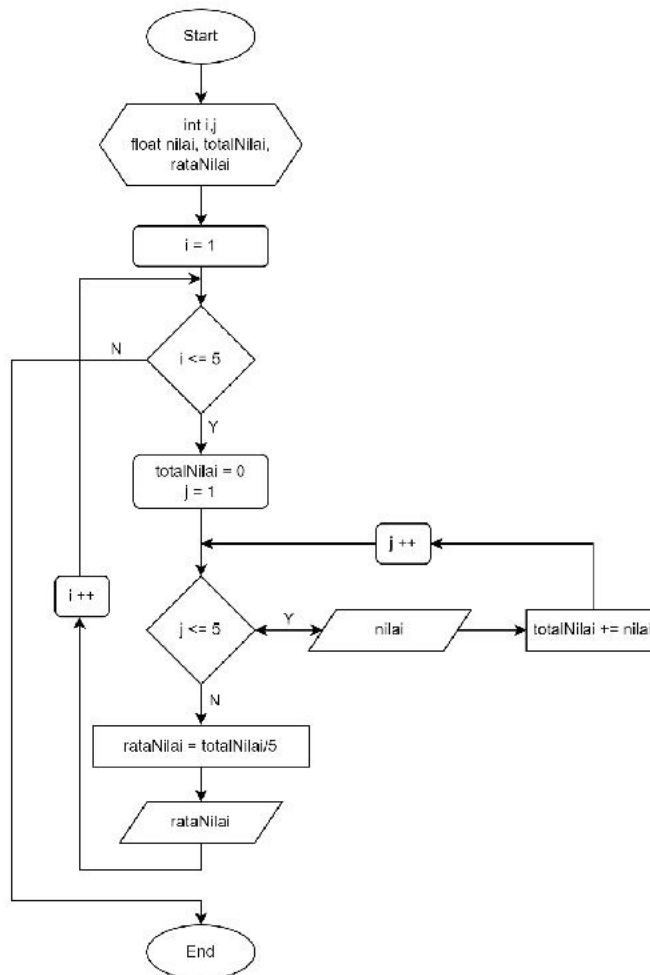 Start
int i,j
float nilai, totalNilai,
rataNilai
i = 1
N
i <= 5
Y
totalNilai = 0
j = 1
j ++
i ++
j <= 5
Y
nilai
totalNilai += nilai
N
rataNilai = totalNilai/5
rataNilai
End